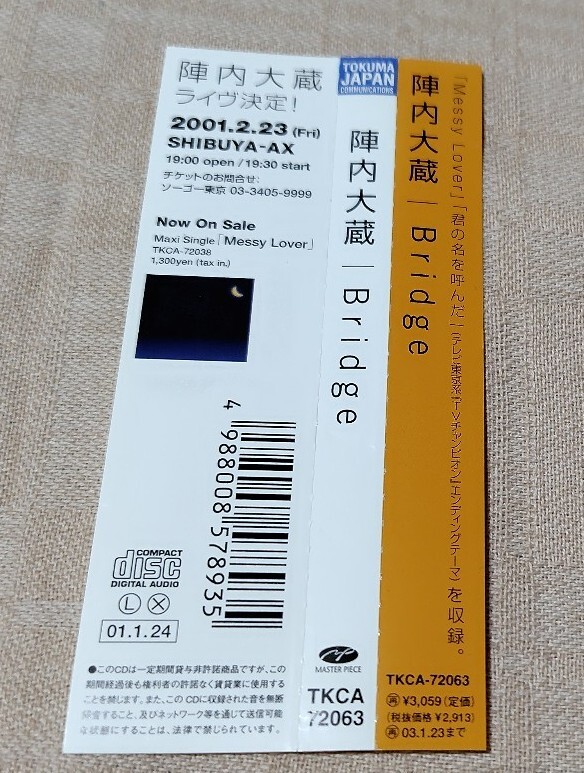 陣内大蔵
ライヴ決定!
2001.2.23 (Fri)
SHIBUYA-AX
19:00 open / 19:30 start
チケットのお問合せ:
ソーゴー東京 03-3405-9999
Now On Sale
Maxi Single「Messy Lover」
TKCA-72038
1,300yen (tax in.)
4 988008 578935
COMPACT
disc
DIGITAL AUDIO
L X
01.1.24
●このCDは一定期間貸与非許諾商品ですが、この
期間経過後も権利者の許諾なく賃貸業に使用する
ことを禁じます。また、このCDに収録された音を無断
複製すること、及びネットワーク等を通じて送信可能
な状態にすることは、法律で禁じられています。
TOKUMA
JAPAN
COMMUNICATIONS
陣内大蔵 | Bridge
MASTER PIECE
TKCA
72063
「Messy Lover」「君の名を呼んだ」(テレビ東京系「TVチャンピオン」エンディングテーマ)を収録。
陣内大蔵 | Bridge
TKCA-72063
再 ¥3,059(定価)
(税抜価格 ¥2,913)
再 03.1.23まで